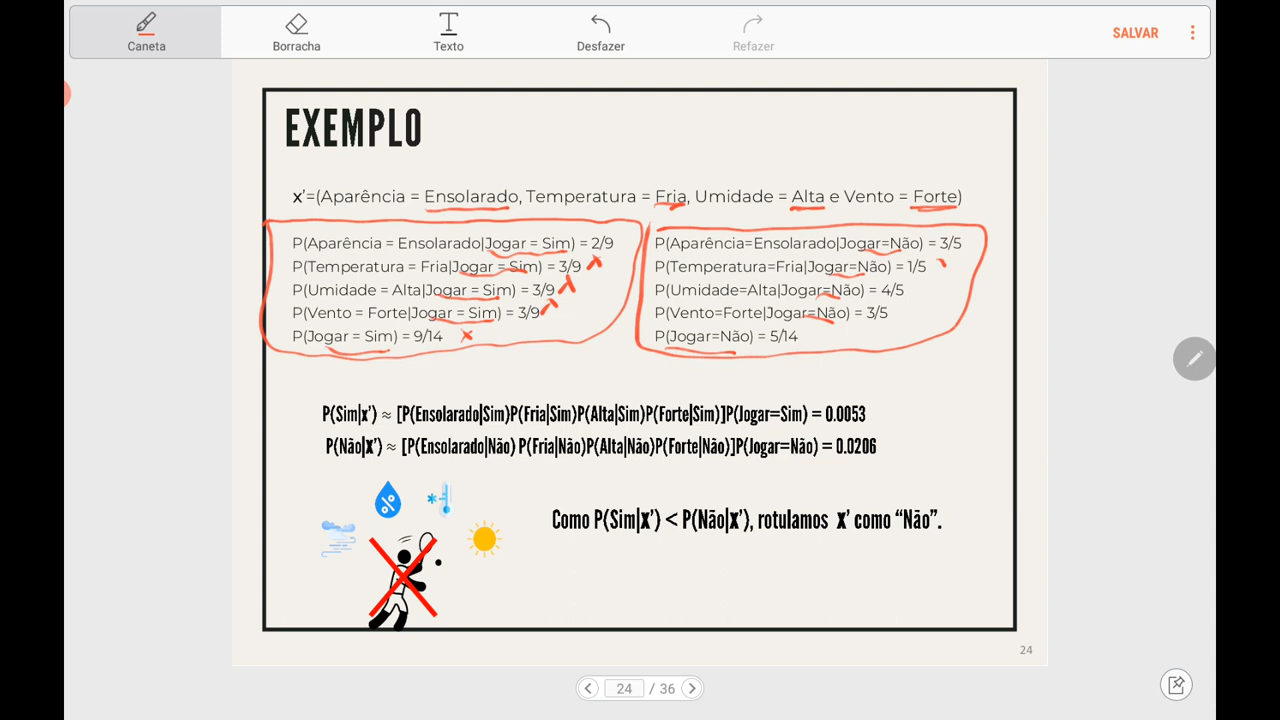 Caneta
Borracha
Texto
Desfazer
Refazer
SALVAR
EXEMPLO
x'=(Aparência = Ensolarado, Temperatura = Fria, Umidade = Alta e Vento = Forte)
P(Aparência = Ensolarado|Jogar = Sim) = 2/9
P(Temperatura = Fria|Jogar = Sim) = 3/9
P(Umidade = Alta|Jogar = Sim) = 3/9
P(Vento = Forte|Jogar = Sim) = 3/9
P(Jogar = Sim) = 9/14
P(Aparência=Ensolarado|Jogar=Não) = 3/5
P(Temperatura=Fria|Jogar=Não) = 1/5
P(Umidade=Alta|Jogar=Não) = 4/5
P(Vento=Forte|Jogar=Não) = 3/5
P(Jogar=Não) = 5/14
P(Sim|x') ≈ [P(Ensolarado|Sim)P(Fria|Sim)P(Alta|Sim)P(Forte|Sim)]P(Jogar=Sim) = 0.0053
P(Não|X') ≈ [P(Ensolarado|Não) P(Fria|Não)P(Alta|Não)P(Forte|Não)]P(Jogar=Não) = 0.0206
%
Como P(Sim|x') < P(Não|x'), rotulamos x' como “Não”.
24
24 / 36